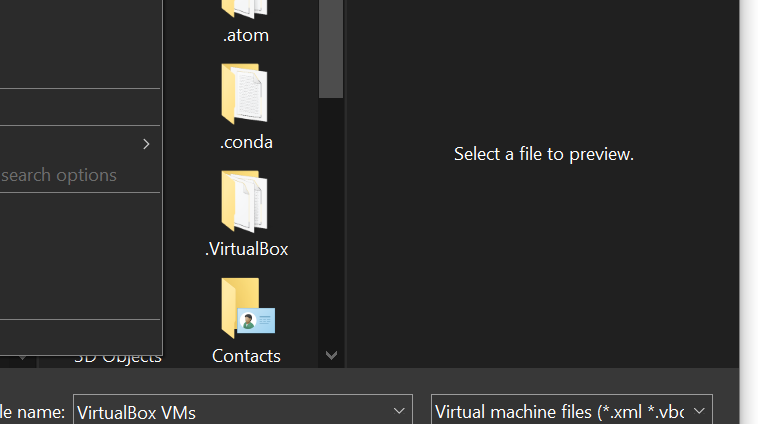 .atom
.conda
Select a file to preview.
search options
.VirtualBox
3D Objects
Contacts
le name:
VirtualBox VMs
Virtual machine files (*.xml *.vbo